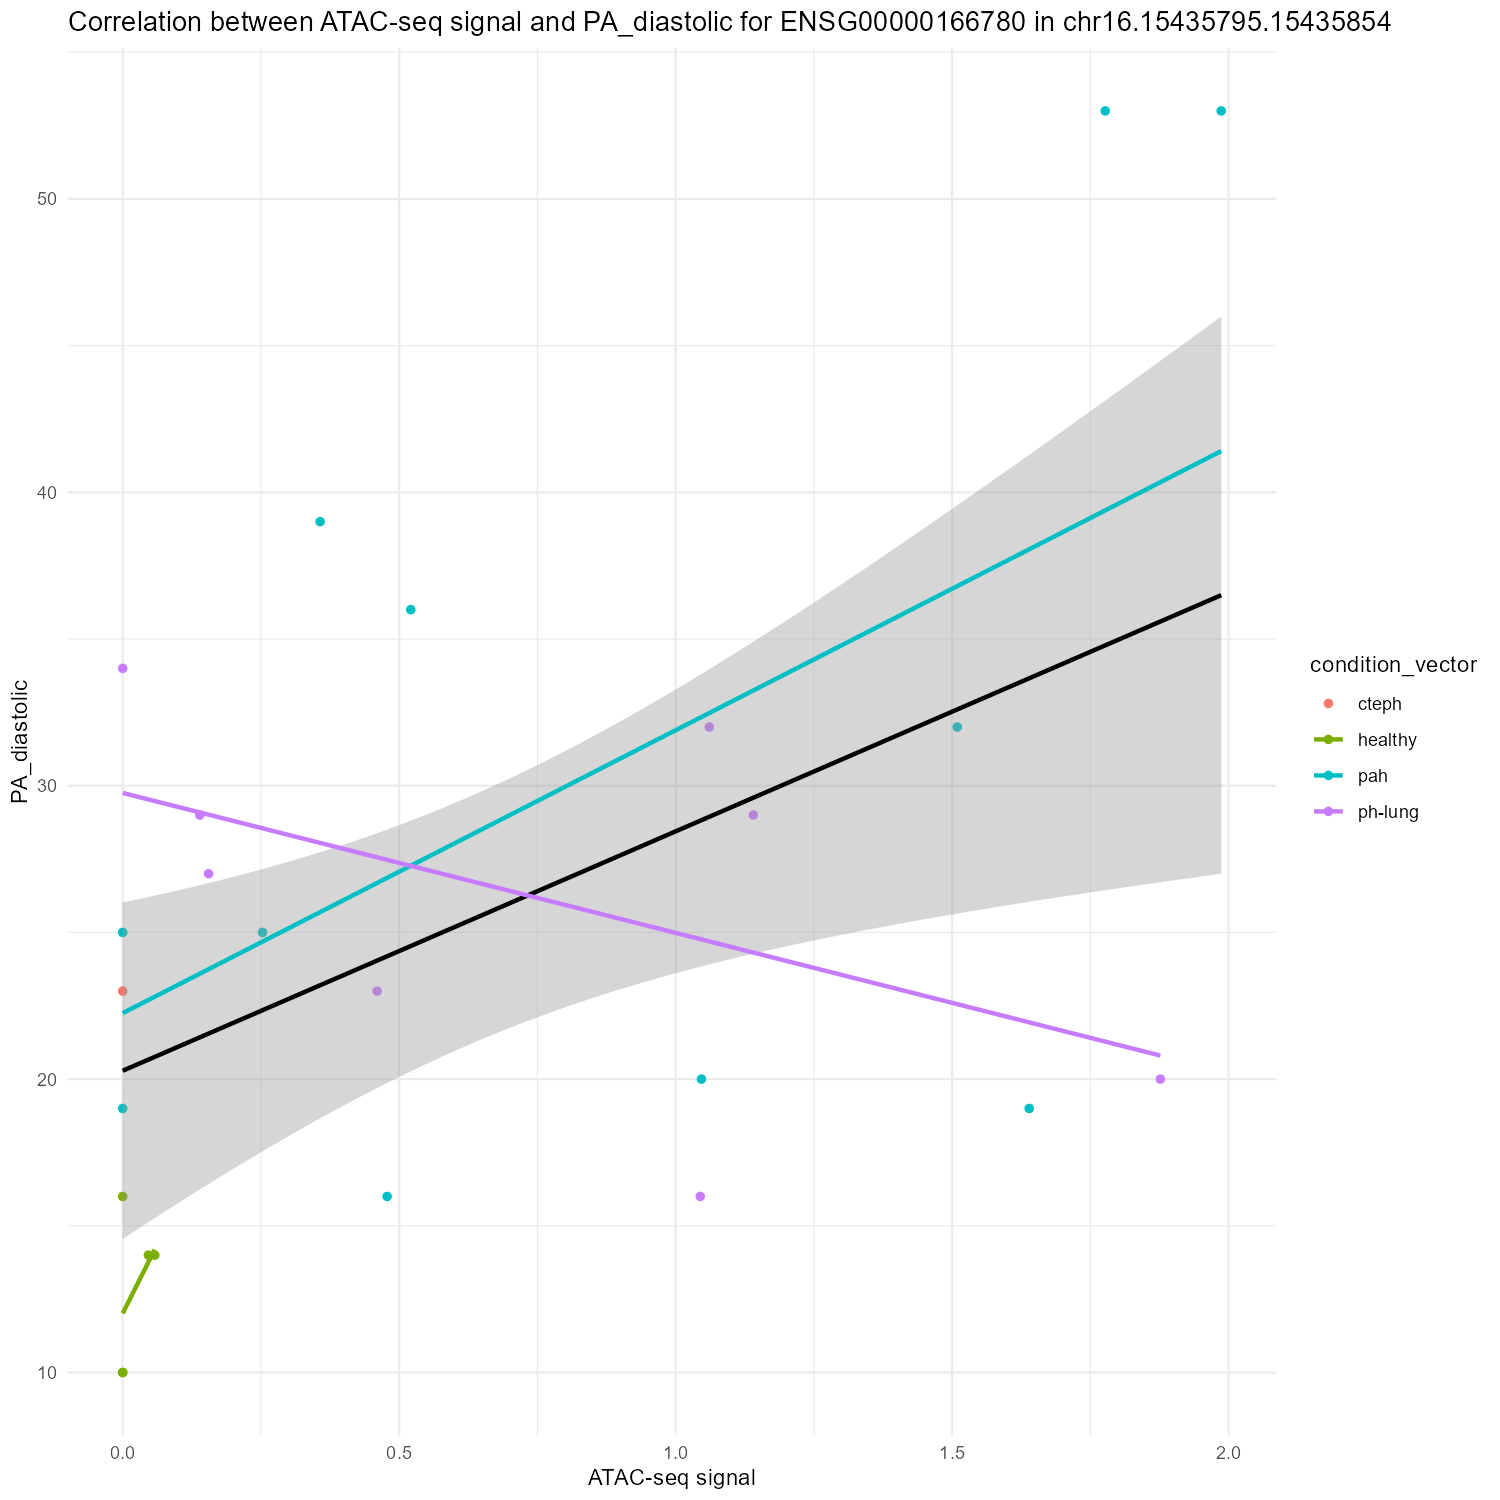 Correlation between ATAC-seq signal and PA_diastolic for ENSG00000166780 in chr16.15435795.15435854
PA_diastolic
50
40
30
20
10
0.0
0.5
1.0
1.5
2.0
ATAC-seq signal
condition_vector
cteph
healthy
pah
ph-lung